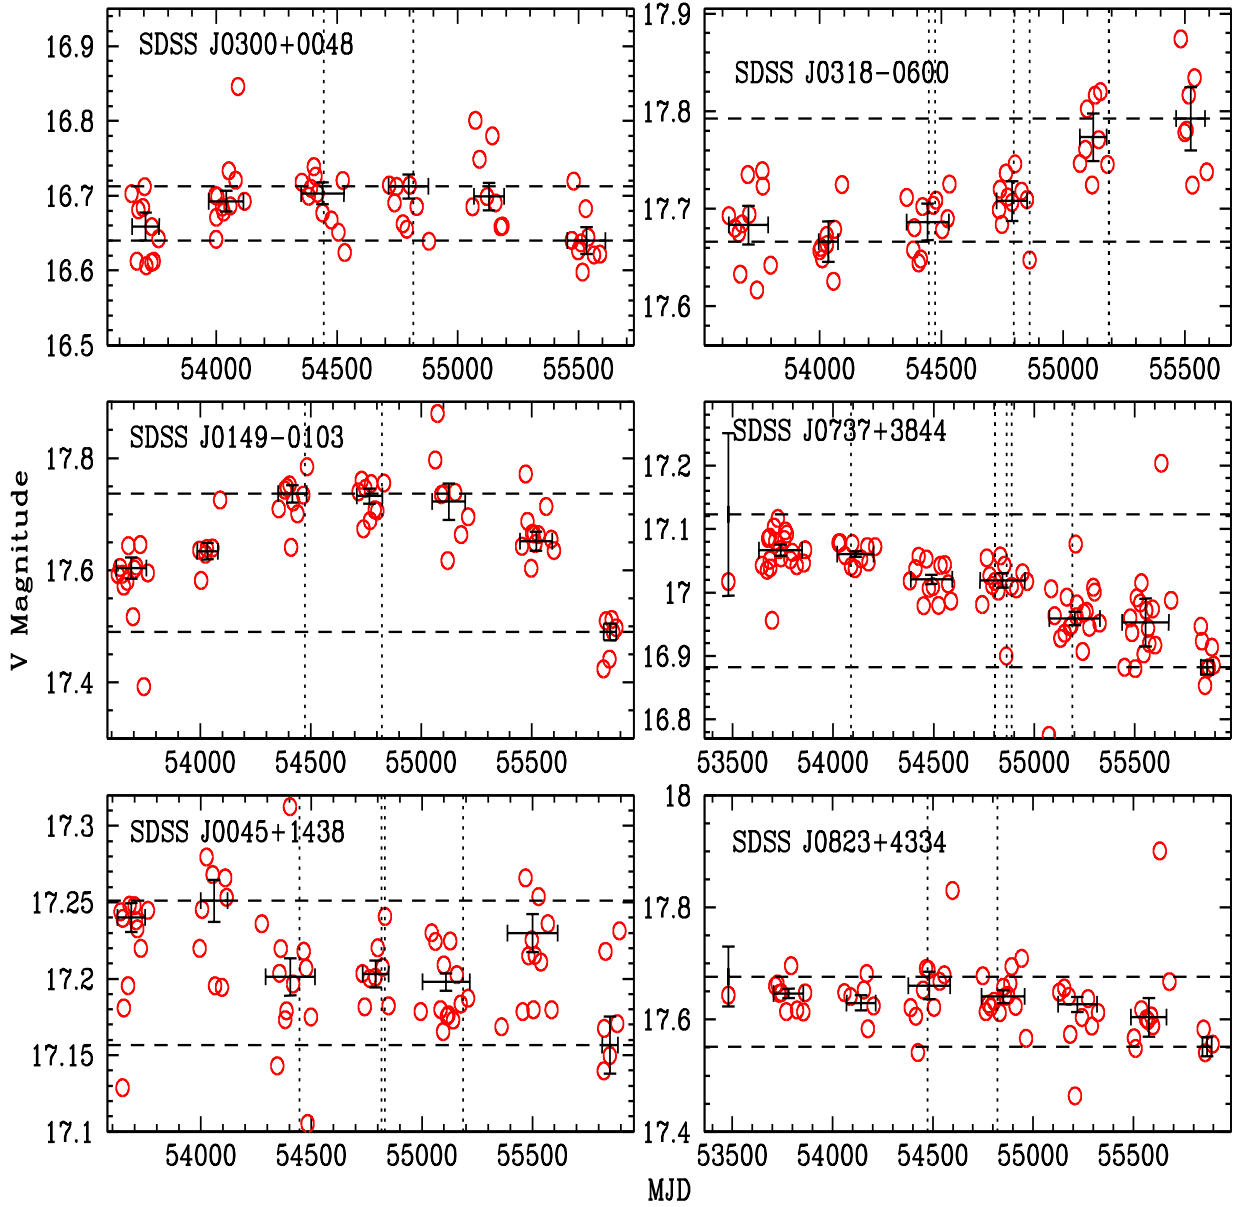 SDSS J0300+0048
16.9
16.8
16.7
16.6
16.5
54000 54500 55000 55500
SDSS J0318-0600
17.9
17.8
17.7
17.6
54000 54500 55000 55500
SDSS J0149-0103
17.8
17.6
17.4
54000 54500 55000 55500
SDSS J0737+3844
17.2
17.1
17
16.9
16.8
53500 54000 54500 55000 55500
SDSS J0045+1438
17.3
17.25
17.2
17.15
17.1
54000 54500 55000 55500
SDSS J0823+4334
18
17.8
17.6
17.4
53500 54000 54500 55000 55500
V Magnitude
MJD